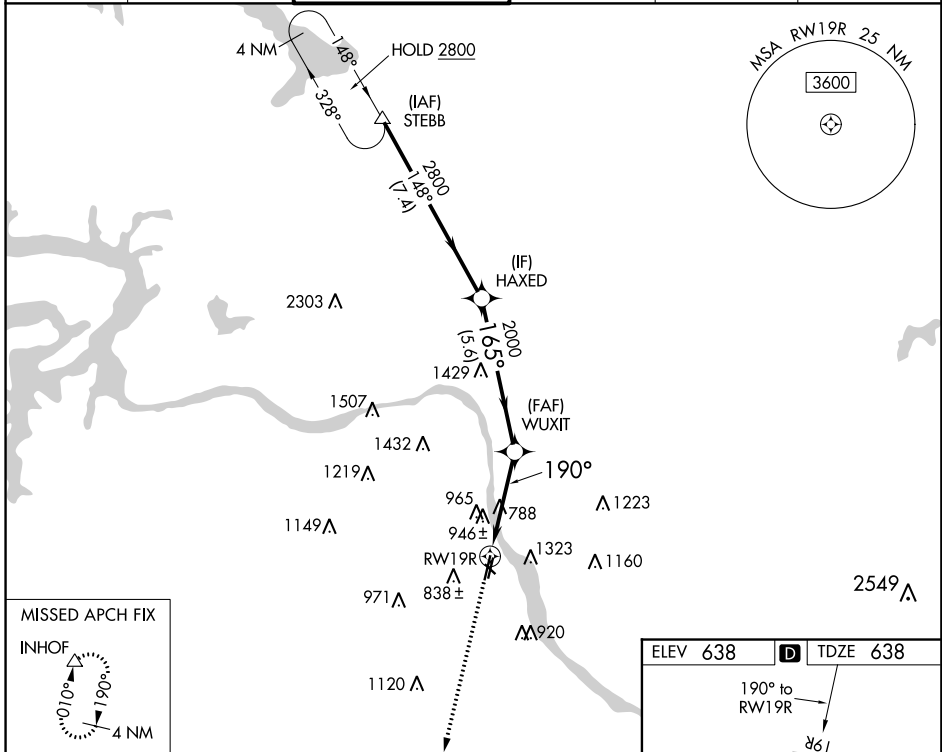 MSA RW19R 25 NM
3600
4 NM
148°
HOLD 2800
328°
(IAF)
STEBB
2800
148°
(7.4)
(IF)
HAXED
2303
2000
165°
(5.6)
1429
1507
(FAF)
WUXIT
1432
190°
1219
965
788
1223
946±
1149
RW19R
1323
1160
838±
971
2549
920
1120
MISSED APCH FIX
INHOF
010°
190°
4 NM
ELEV 638 D TDZE 638
190° to
RW19R
19R